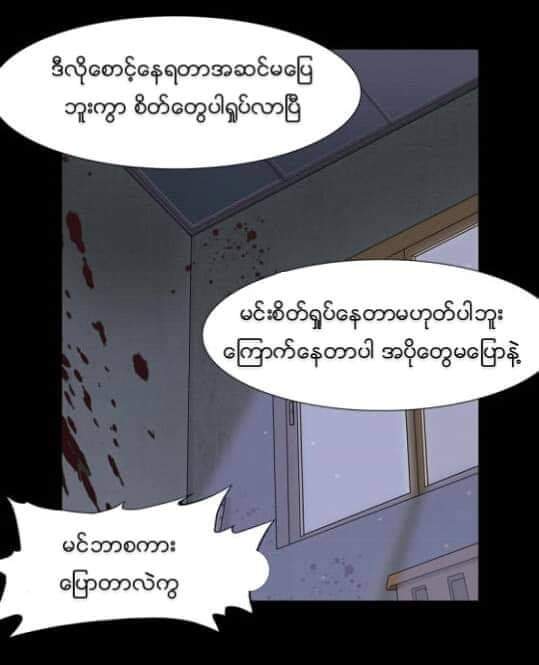 ဒီလိုစောင့်နေရတာအဆင်မပြေ
ဘူးကွာ စိတ်တွေပါရှုပ်လာပြီ
မင်းစိတ်ရှုပ်နေတာမဟုတ်ပါဘူး
ကြောက်နေတာပါ အပိုတွေမပြောနဲ့
မင်ဘာစကား
ပြောတာလဲကွ